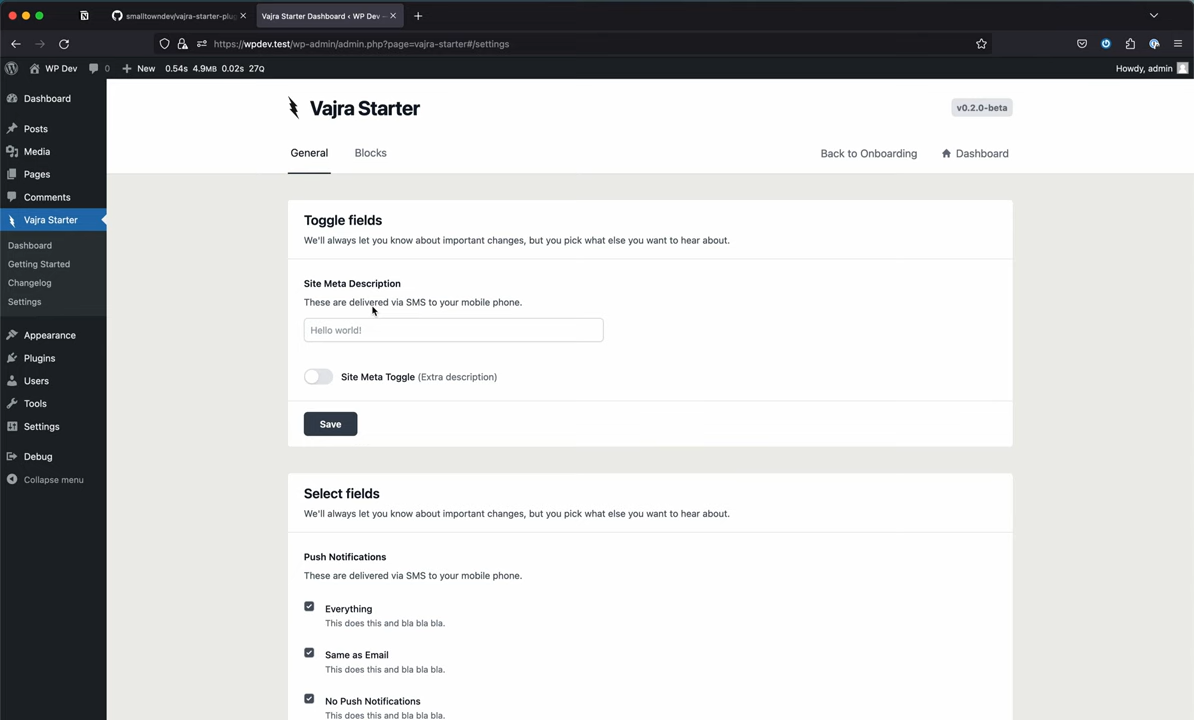 smalltowndev/vajra-starter-plug
Vajra Starter Dashboard ‹ WP Dev –
https://wpdev.test/wp-admin/admin.php?page=vajra-starter#/settings
WP Dev 0 New 0.54s 4.9MB 0.02s 27Q Howdy, admin
Dashboard
Posts
Media
Pages
Comments
Vajra Starter
Dashboard
Getting Started
Changelog
Settings
Appearance
Plugins
Users
Tools
Settings
Debug
Collapse menu
Vajra Starter
v0.2.0-beta
General Blocks Back to Onboarding Dashboard
Toggle fields
We'll always let you know about important changes, but you pick what else you want to hear about.
Site Meta Description
These are delivered via SMS to your mobile phone.
Hello world!
Site Meta Toggle (Extra description)
Save
Select fields
We'll always let you know about important changes, but you pick what else you want to hear about.
Push Notifications
These are delivered via SMS to your mobile phone.
Everything
This does this and bla bla bla.
Same as Email
This does this and bla bla bla.
No Push Notifications
This does this and bla bla bla.